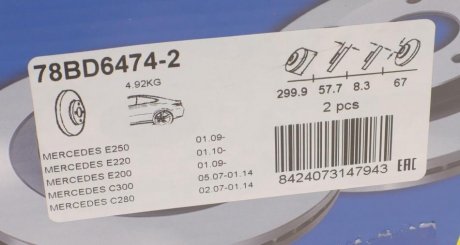 78BD6474-2
4.92KG
299.9 57.7 8.3 67
2 pcs
MERCEDES E250 01.09-
MERCEDES E220 01.10-
MERCEDES E200 01.09-
MERCEDES C300 05.07-01.14
MERCEDES C280 02.07-01.14
8424073147943
EAC